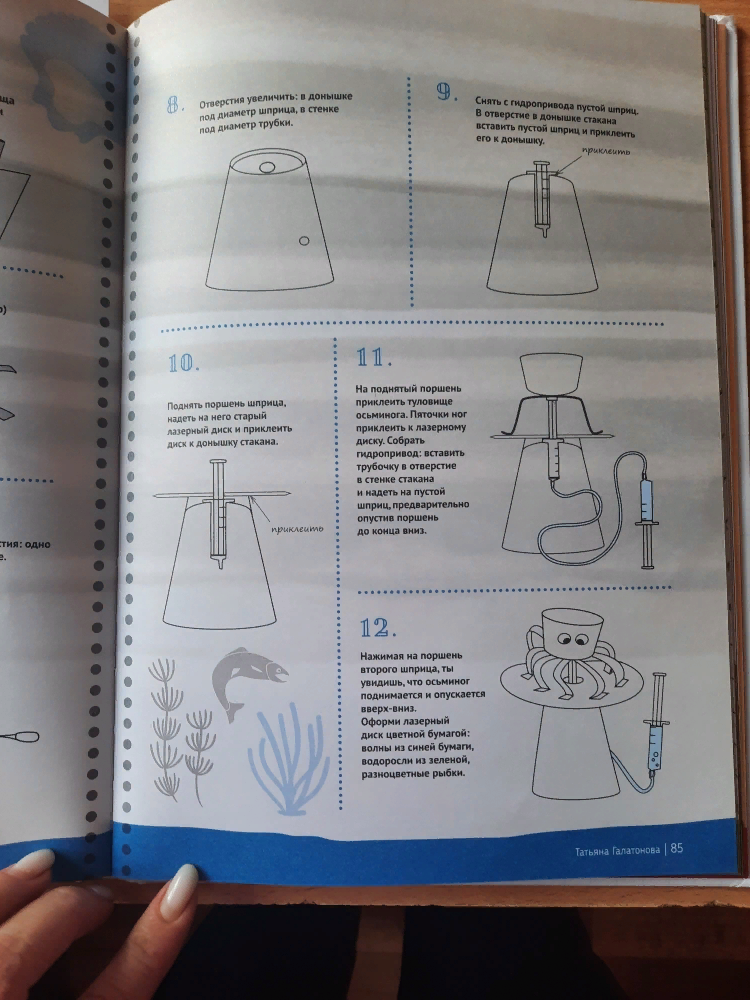 ща
и
о)
стия: одно
е.
8.
Отверстия увеличить: в донышке
под диаметр шприца, в стенке
под диаметр трубки.
9.
Снять с гидропривода пустой шприц.
В отверстие в донышке стакана
вставить пустой шприц и приклеить
его к донышку.
приклеить
10.
Поднять поршень шприца,
надеть на него старый
лазерный диск и приклеить
диск к донышку стакана.
приклеить
11.
На поднятый поршень
приклеить туловище
осьминога. Пяточки ног
приклеить к лазерному
диску. Собрать
гидропривод: вставить
трубочку в отверстие
в стенке стакана
и надеть на пустой
шприц, предварительно
опустив поршень
до конца вниз.
12.
Нажимая на поршень
второго шприца, ты
увидишь, что осьминог
поднимается и опускается
вверх-вниз.
Оформи лазерный
диск цветной бумагой:
волны из синей бумаги,
водоросли из зеленой,
разноцветные рыбки.
Татьяна Галатонова | 85